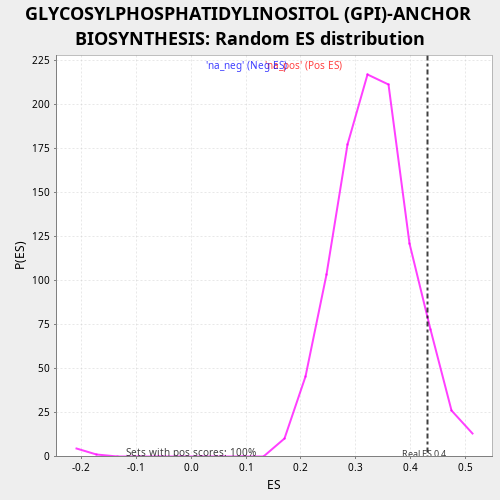 GLYCOSYLPHOSPHATIDYLINOSITOL (GPI)-ANCHOR
BIOSYNTHESIS: Random ES distribution
'na_neg' (Neg ES) 'na_pos' (Pos ES)
225
200
175
150
125
100
75
50
25
0
P(ES)
Sets with pos scores: 100%
Real ES 0.4
-0.2 -0.1 0.0 0.1 0.2 0.3 0.4 0.5
ES